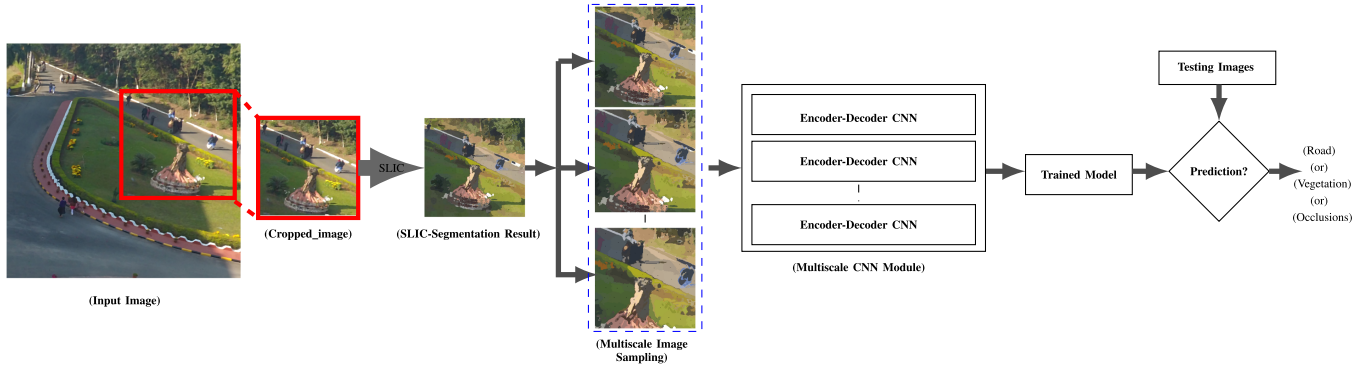 (Input Image)
(Cropped_image)
SLIC
(SLIC-Segmentation Result)
(Multiscale Image
Sampling)
Encoder-Decoder CNN
Encoder-Decoder CNN
Encoder-Decoder CNN
(Multiscale CNN Module)
Trained Model
Testing Images
Prediction?
(Road)
(or)
(Vegetation)
(or)
(Occlusions)